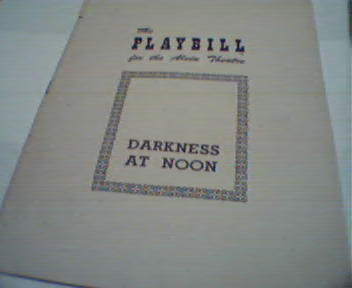 The
PLAYBILL
for the Alvin Theatre
DARKNESS
AT NOON